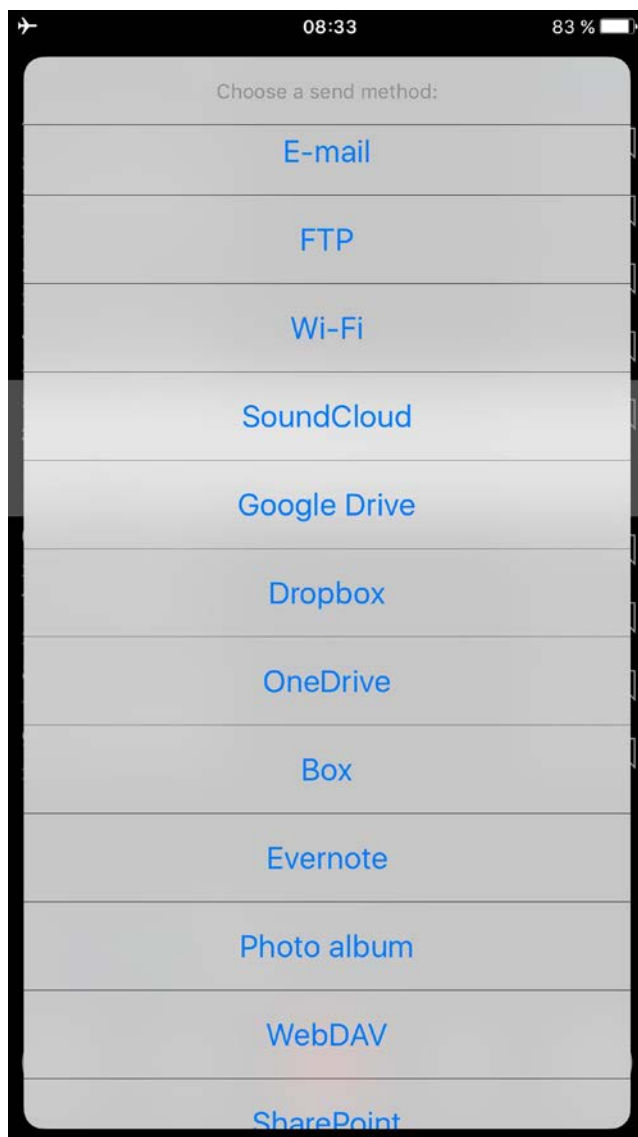 08:33
83 %
Choose a send method:
E-mail
FTP
Wi-Fi
SoundCloud
Google Drive
Dropbox
OneDrive
Box
Evernote
Photo album
WebDAV
SharePoint